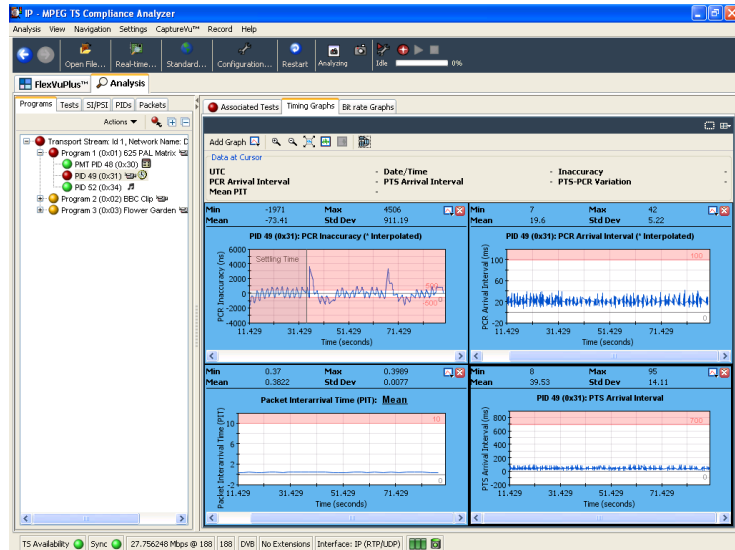 IP - MPEG TS Compliance Analyzer
Analysis View Navigation Settings CaptureVu™ Record Help
Open File... Real-time... Standard... Configuration... Restart Analyzing Idle 0%
FlexVuPlus™ Analysis
Programs Tests SI/PSI PIDs Packets
Actions
Transport Stream: Id 1, Network Name: D
Program 1 (0x01) 625 PAL Matrix
PMT PID 48 (0x30)
PID 49 (0x31)
PID 52 (0x34)
Program 2 (0x02) BBC Clip
Program 3 (0x03) Flower Garden
Associated Tests Timing Graphs Bit rate Graphs
Add Graph
Data at Cursor
UTC - Date/Time - Inaccuracy -
PCR Arrival Interval - PTS Arrival Interval - PTS-PCR Variation -
Mean PIT -
Min -1971 Max 4506
Mean -73.41 Std Dev 911.19
PID 49 (0x31): PCR Inaccuracy (* Interpolated)
PCR Inaccuracy (ns)
6000
4000
2000
0
-2000
-4000
Settling Time
500
-500
11.429 31.429 51.429 71.429
Time (seconds)
Min 7 Max 42
Mean 19.6 Std Dev 5.22
PID 49 (0x31): PCR Arrival Interval (* Interpolated)
PCR Arrival Interval (ms)
100
60
20
-20
100
0
11.429 31.429 51.429 71.429
Time (seconds)
Min 0.37 Max 0.3989
Mean 0.3822 Std Dev 0.0077
Packet Interarrival Time (PIT): Mean
Packet Interarrival Time (PIT)
10
6
2
-2
10
0
11.429 31.429 51.429 71.429
Time (seconds)
Min 8 Max 95
Mean 39.53 Std Dev 14.11
PID 49 (0x31): PTS Arrival Interval
PTS Arrival Interval (ms)
800
600
400
200
0
-200
700
0
11.429 31.429 51.429 71.429
Time (seconds)
TS Availability Sync 27.756248 Mbps @ 188 188 DVB No Extensions Interface: IP (RTP/UDP)